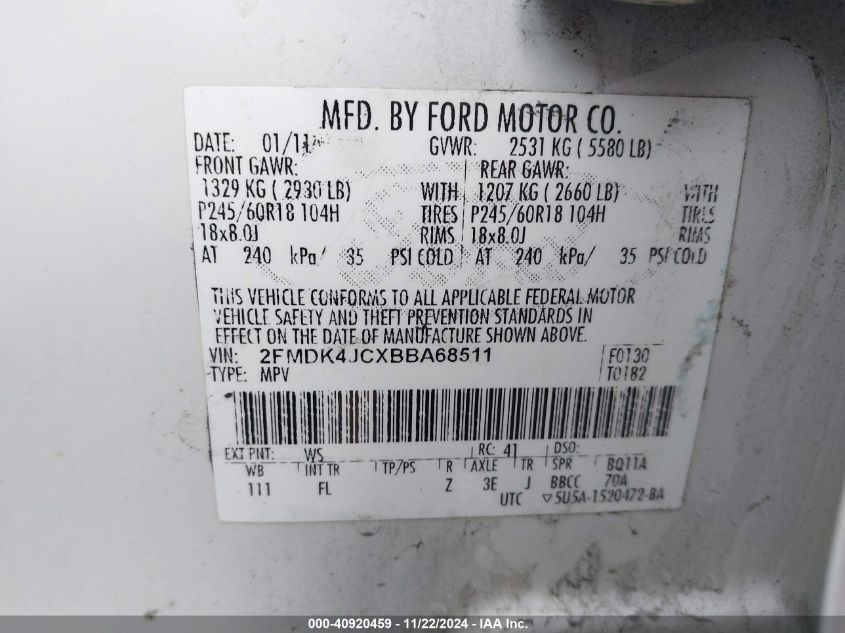 MFD. BY FORD MOTOR CO.
DATE: 01/11 GVWR: 2531 KG ( 5580 LB)
FRONT GAWR: REAR GAWR:
1329 KG ( 2930 LB) WITH 1207 KG ( 2660 LB) WITH
P245/60R18 104H TIRES P245/60R18 104H TIRES
18x8.0J RIMS 18x8.0J RIMS
AT 240 kPa/ 35 PSI COLD AT 240 kPa/ 35 PSI COLD
THIS VEHICLE CONFORMS TO ALL APPLICABLE FEDERAL MOTOR
VEHICLE SAFETY AND THEFT PREVENTION STANDARDS IN
EFFECT ON THE DATE OF MANUFACTURE SHOWN ABOVE.
VIN: 2FMDK4JCXBBA68511 F0130
TYPE: MPV T0182
EXT PNT: WS RC: 41 DSO:
WB INT TR TP/PS R AXLE TR SPR BQ11A
111 FL Z 3E J BBCC 70A
UTC ▽5U5A-1520472-BA
000-40920459 - 11/22/2024 - IAA Inc.